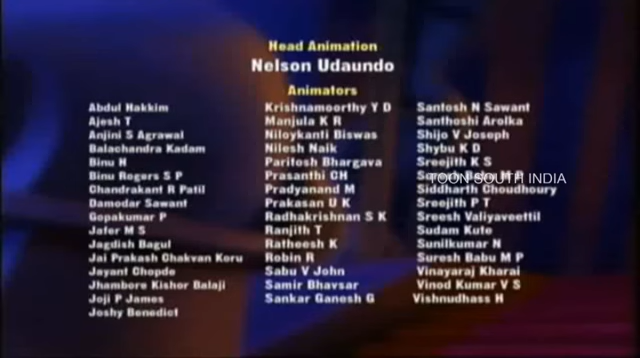 Head Animation
Nelson Udaundo
Animators
Abdul Hakkim
Ajesh T
Anjini S Agrawal
Balachandra Kadam
Binu H
Binu Rogers S P
Chandrakant R Patil
Damodar Sawant
Gopakumar P
Jafer M S
Jagdish Bagul
Jai Prakash Chakvan Koru
Jayant Chopde
Jhambore Kishor Balaji
Joji P James
Joshy Benedict
Krishnamoorthy Y D
Manjula K R
Niloykanti Biswas
Nilesh Naik
Paritosh Bhargava
Prasanthi CH
Pradyanand M
Prakasan U K
Radhakrishnan S K
Ranjith T
Ratheesh K
Robin R
Sabu V John
Samir Bhavsar
Sankar Ganesh G
Santosh N Sawant
Santhoshi Arolka
Shijo V Joseph
Shybu K D
Sreejith K S
TOON SOUTH INDIA
Siddharth Choudhoury
Sreejith P T
Sreesh Valiyaveettil
Sudam Kute
Sunilkumar N
Suresh Babu M P
Vinayaraj Kharai
Vinod Kumar V S
Vishnudhass H